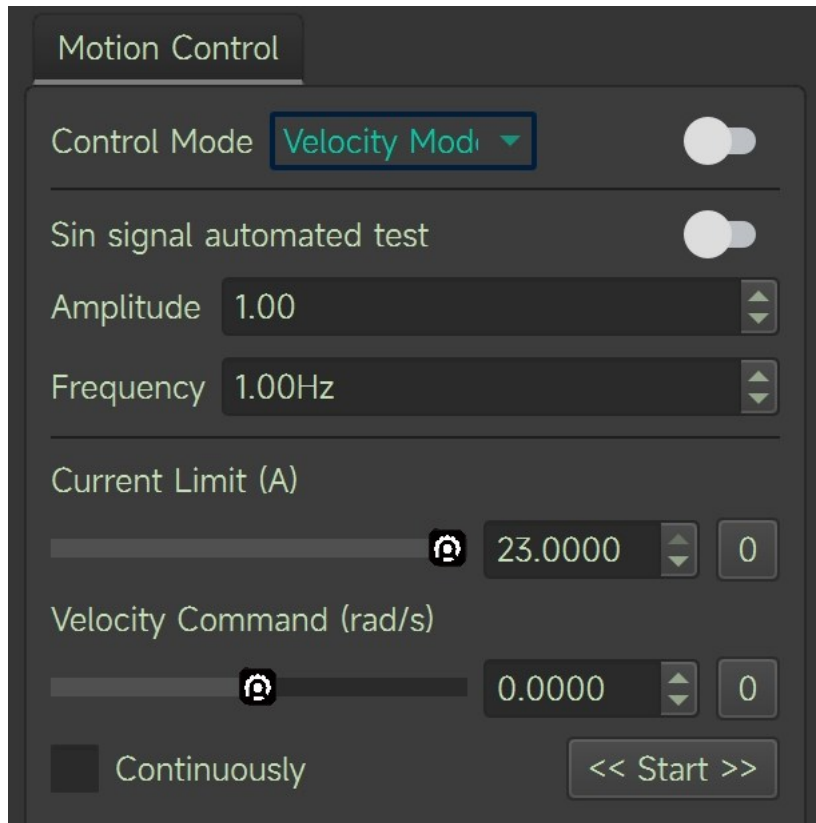 Motion Control
Control Mode Velocity Mod
Sin signal automated test
Amplitude 1.00
Frequency 1.00Hz
Current Limit (A)
23.0000 0
Velocity Command (rad/s)
0.0000 0
Continuously << Start >>